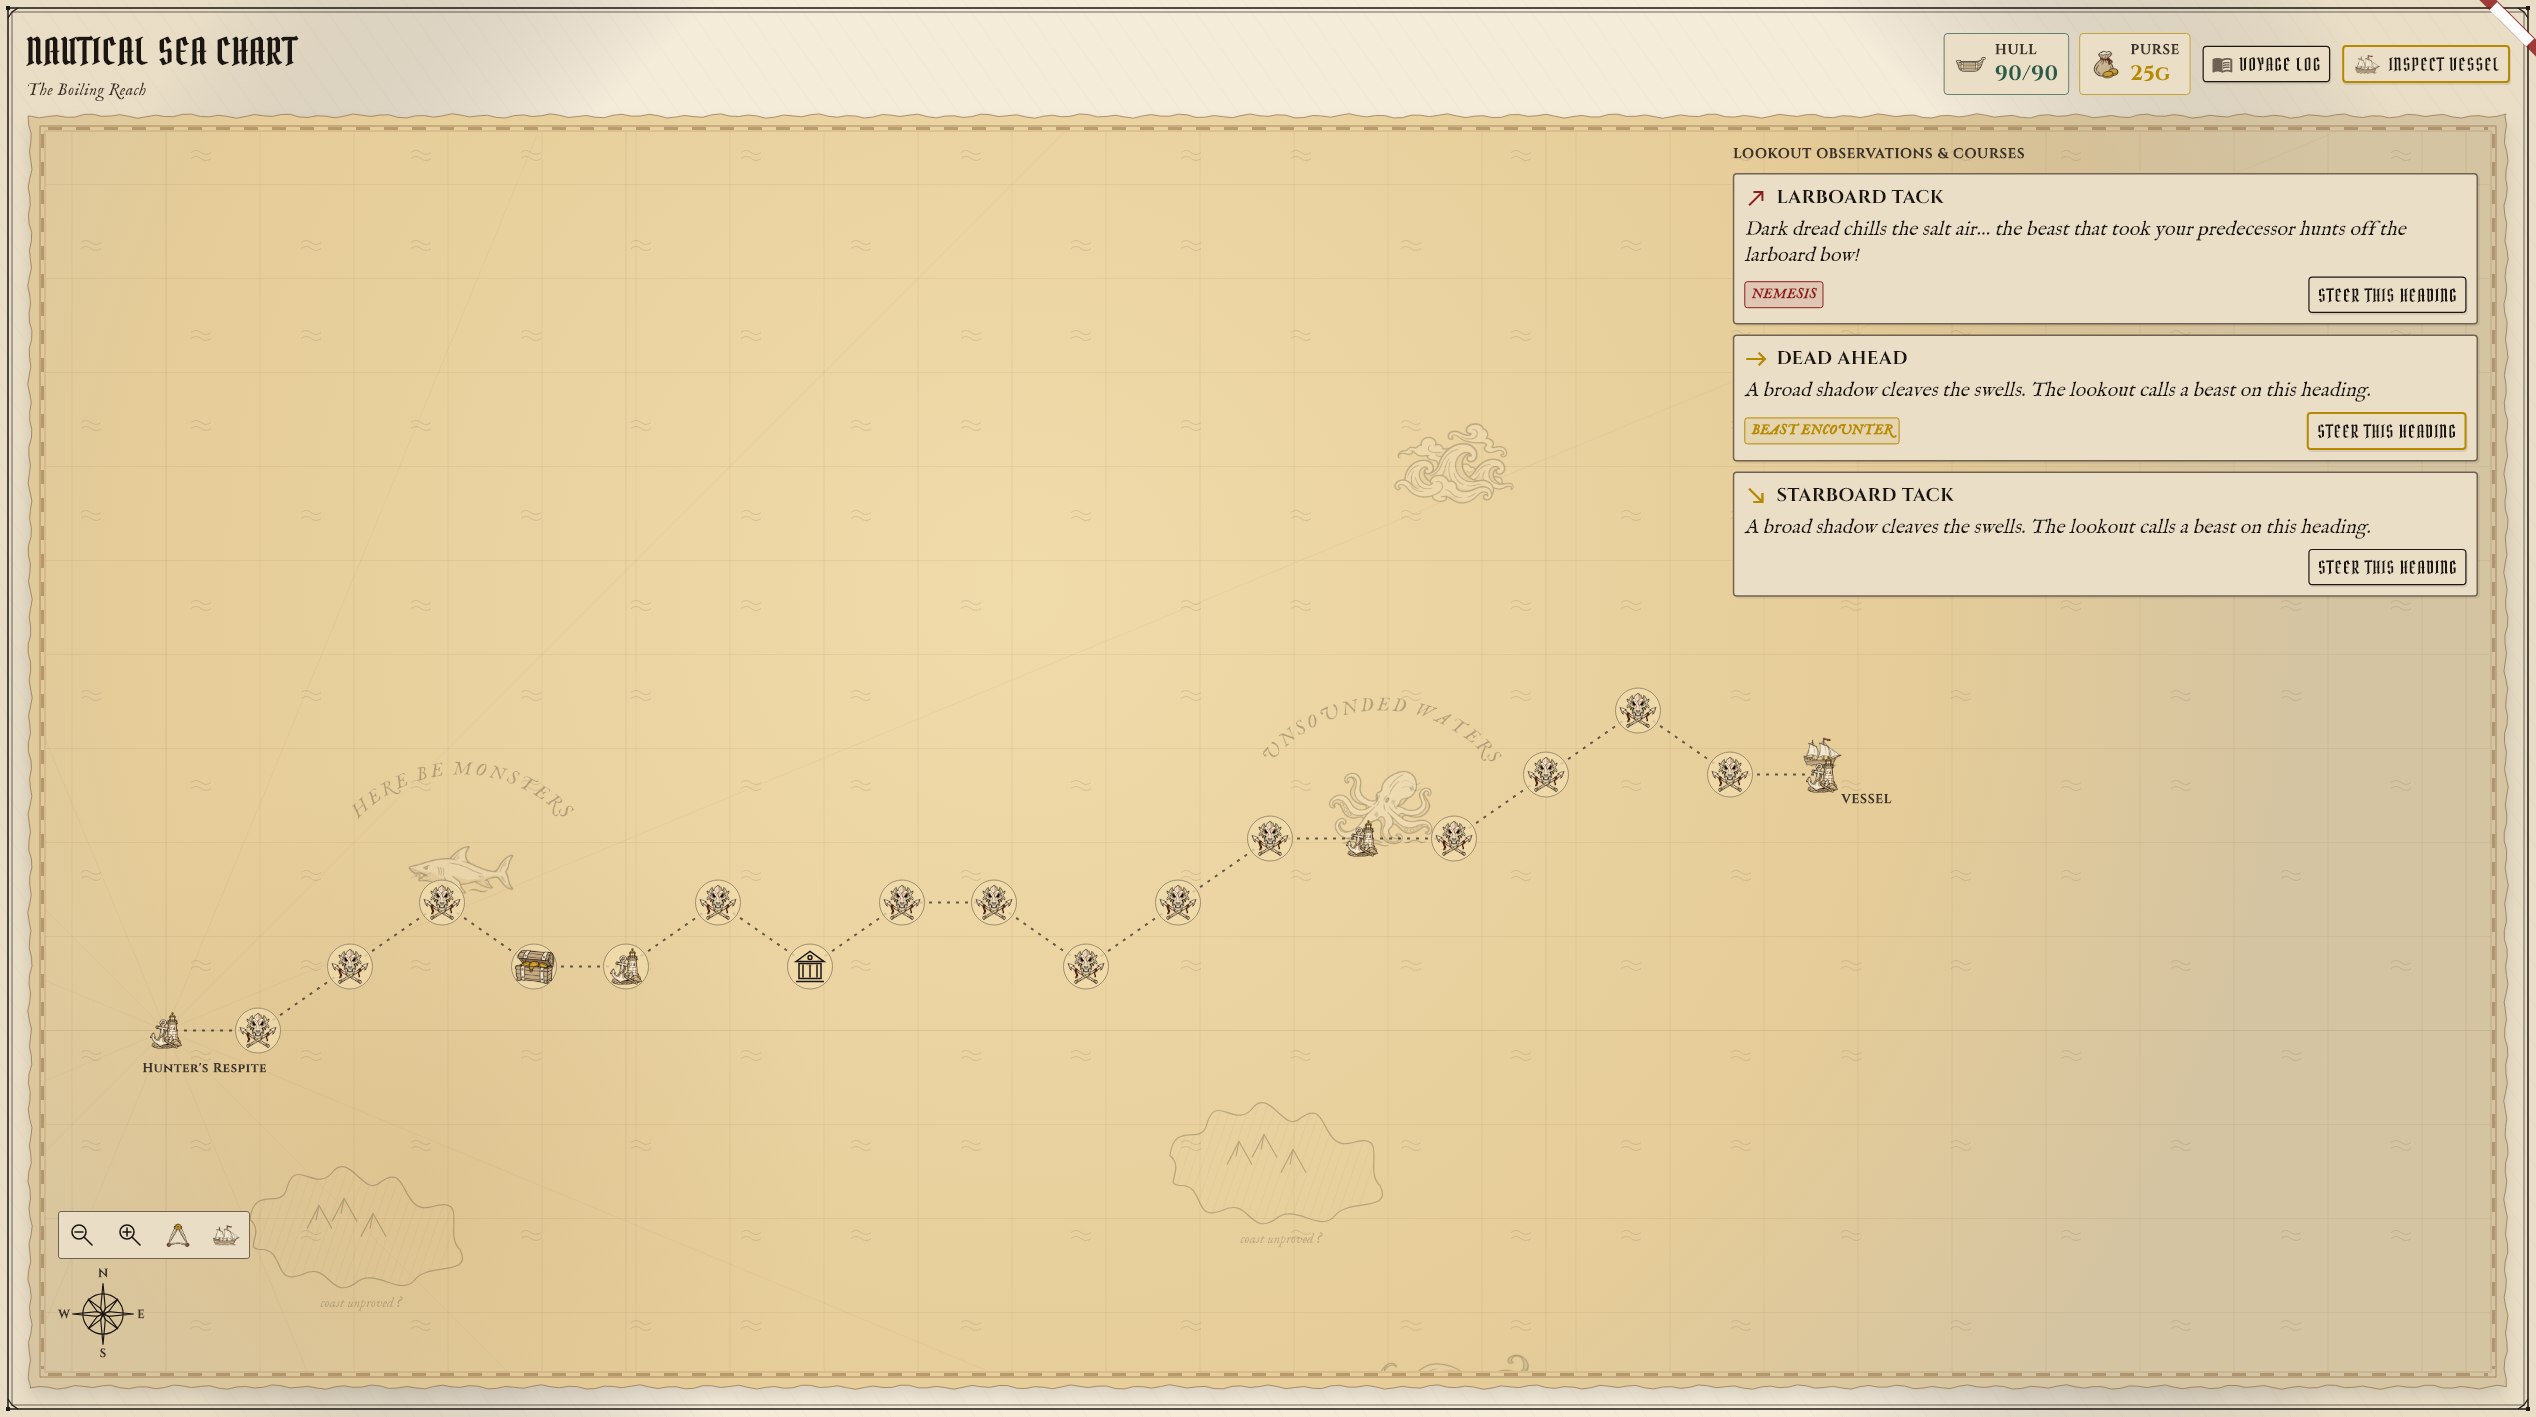 NAUTICAL SEA CHART
The Boiling Reach
HULL
90/90
PURSE
25G
VOYAGE LOG
INSPECT VESSEL
LOOKOUT OBSERVATIONS & COURSES
LARBOARD TACK
Dark dread chills the salt air... the beast that took your predecessor hunts off the
larboard bow!
NEMESIS
STEER THIS HEADING
DEAD AHEAD
A broad shadow cleaves the swells. The lookout calls a beast on this heading.
BEAST ENCOUNTER
STEER THIS HEADING
STARBOARD TACK
A broad shadow cleaves the swells. The lookout calls a beast on this heading.
STEER THIS HEADING
UNSOUNDED WATERS
HERE BE MONSTERS
VESSEL
HUNTER'S RESPITE
coast unproved?
coast unproved?
N
W
E
S